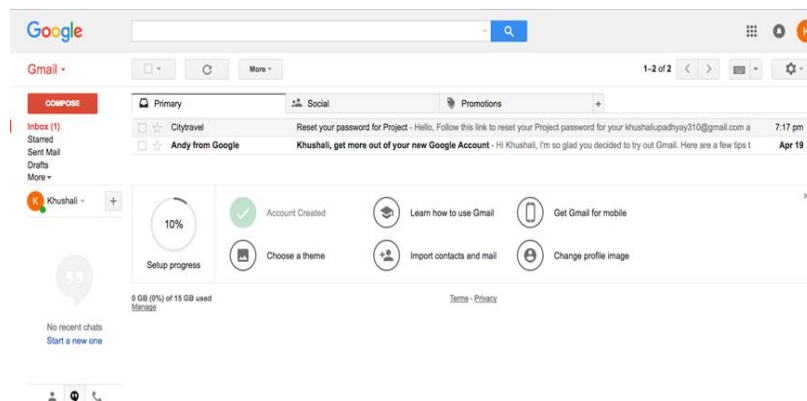 Google
K
Gmail
More
1–2 of 2
COMPOSE
Primary
Social
Promotions
+
Inbox (1)
Starred
Sent Mail
Drafts
More
Citytravel
Reset your password for Project - Hello, Follow this link to reset your Project password for your khushaliupadhyay310@gmail.com a
7:17 pm
Andy from Google
Khushali, get more out of your new Google Account - Hi Khushali, I'm so glad you decided to try out Gmail. Here are a few tips t
Apr 19
K
Khushali
+
10%
Setup progress
Account Created
Learn how to use Gmail
Get Gmail for mobile
Choose a theme
Import contacts and mail
Change profile image
0 GB (0%) of 15 GB used
Manage
Terms - Privacy
No recent chats
Start a new one